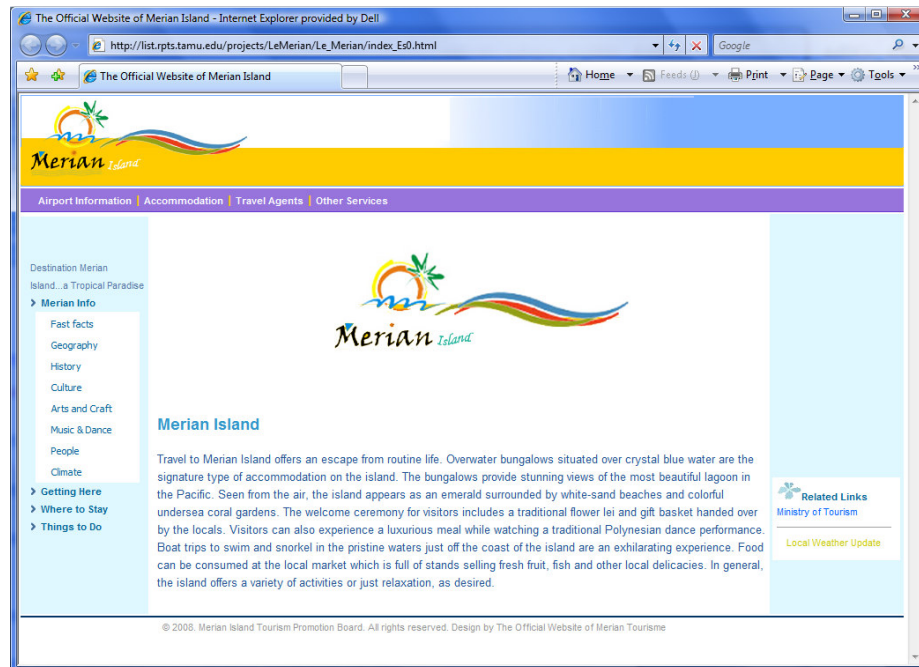 The Official Website of Merian Island - Internet Explorer provided by Dell
http://list.rpts.tamu.edu/projects/LeMerian/Le_Merian/index_Es0.html
Google
The Official Website of Merian Island
Home
Feeds (J)
Print
Page
Tools
Merian Island
Airport Information | Accommodation | Travel Agents | Other Services
Destination Merian
Island...a Tropical Paradise
Merian Info
Fast facts
Geography
History
Culture
Arts and Craft
Music & Dance
People
Climate
Getting Here
Where to Stay
Things to Do
Merian Island
Merian Island
Travel to Merian Island offers an escape from routine life. Overwater bungalows situated over crystal blue water are the
signature type of accommodation on the island. The bungalows provide stunning views of the most beautiful lagoon in
the Pacific. Seen from the air, the island appears as an emerald surrounded by white-sand beaches and colorful
undersea coral gardens. The welcome ceremony for visitors includes a traditional flower lei and gift basket handed over
by the locals. Visitors can also experience a luxurious meal while watching a traditional Polynesian dance performance.
Boat trips to swim and snorkel in the pristine waters just off the coast of the island are an exhilarating experience. Food
can be consumed at the local market which is full of stands selling fresh fruit, fish and other local delicacies. In general,
the island offers a variety of activities or just relaxation, as desired.
Related Links
Ministry of Tourism
Local Weather Update
© 2008. Merian Island Tourism Promotion Board. All rights reserved. Design by The Official Website of Merian Tourisme